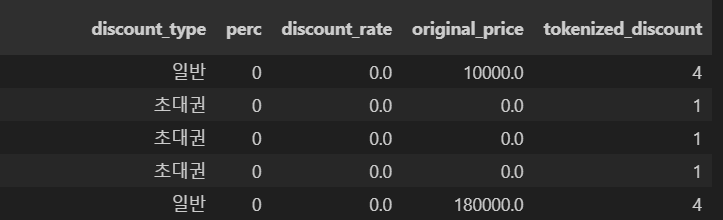 discount_type perc discount_rate original_price tokenized_discount
일반 0 0.0 10000.0 4
초대권 0 0.0 0.0 1
초대권 0 0.0 0.0 1
초대권 0 0.0 0.0 1
일반 0 0.0 180000.0 4